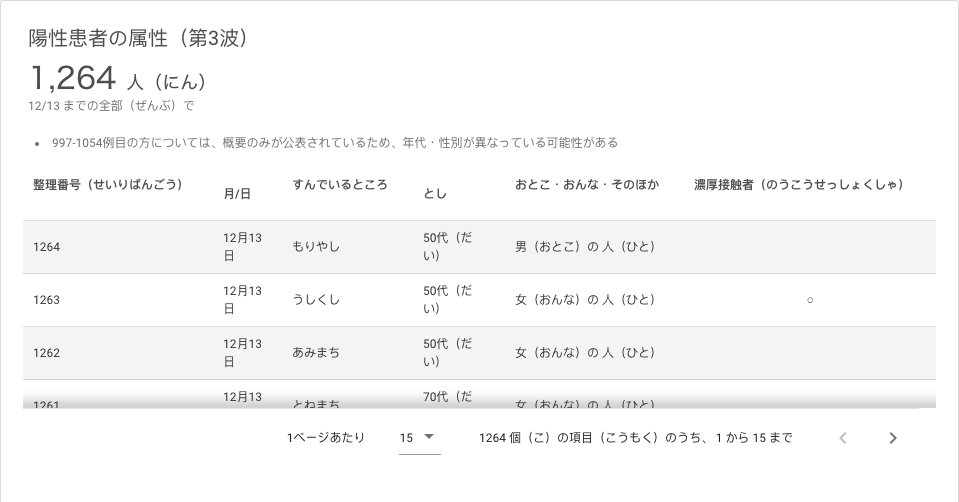 陽性患者の属性（第3波）
1,264 人（にん）
12/13 までの全部（ぜんぶ）で
• 997-1054例目の方については、概要のみが公表されているため、年代・性別が異なっている可能性がある
整理番号（せいりばんごう） 月/日 すんでいるところ とし おとこ・おんな・そのほか 濃厚接触者（のうこうせっしょくしゃ）
1264 12月13日 もりやし 50代（だい） 男（おとこ）の 人（ひと）
1263 12月13日 うしくし 50代（だい） 女（おんな）の 人（ひと） ○
1262 12月13日 あみまち 50代（だい） 女（おんな）の 人（ひと）
1261 12月13 とねまち 70代（だ 女（おんな）の 人（ひと）
1ページあたり 15 1264 個（こ）の項目（こうもく）のうち、1 から 15 まで